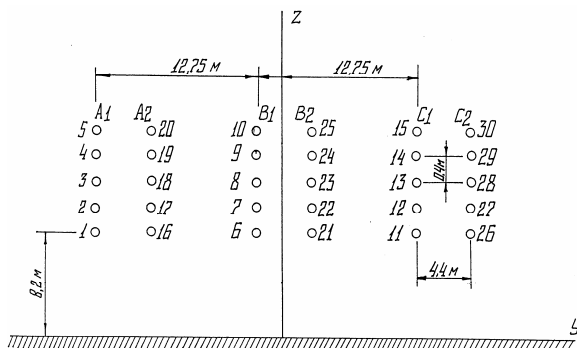 Z
12,75 м 12,75 м
A1 A2 B1 B2 C1 C2
5 20 10 25 15 30
4 19 9 24 14 29
3 18 8 23 13 28
0,4м
2 17 7 22 12 27
1 16 6 21 11 26
8,2 м
4,4 м
У